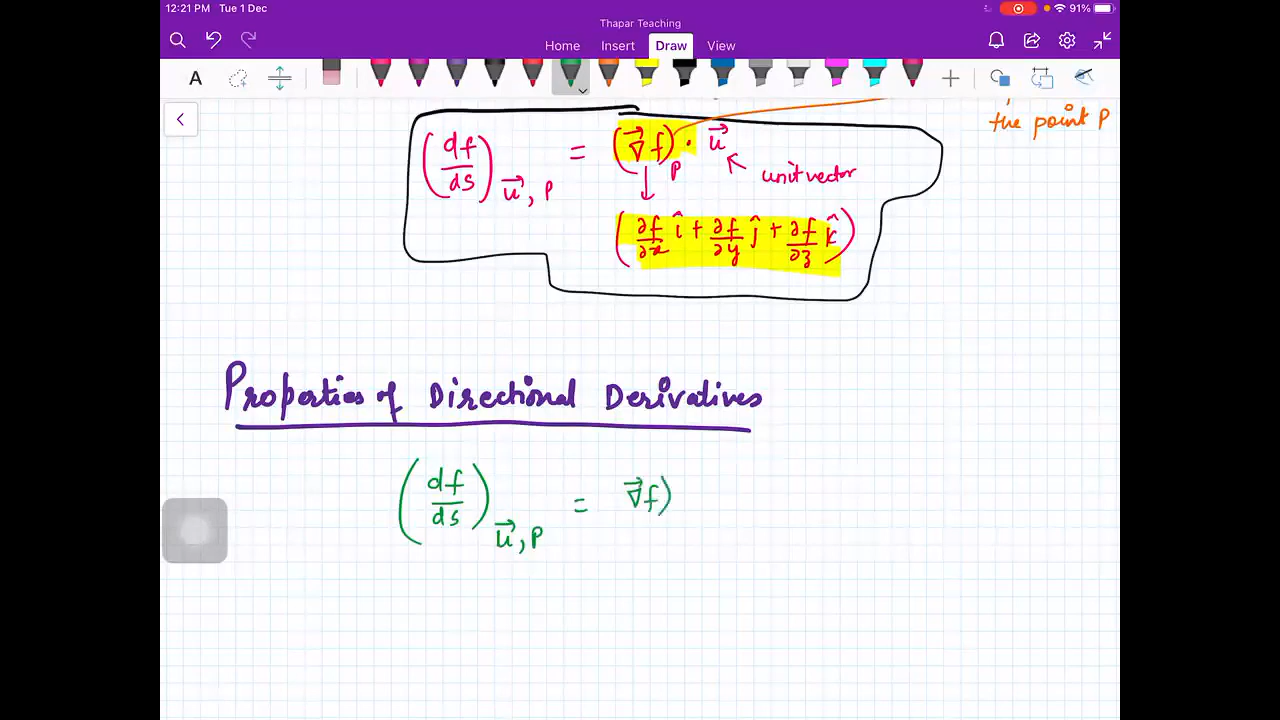 12:21 PM Tue 1 Dec
91%
Thapar Teaching
Home Insert Draw View
A
the point P
(df/ds)_{u⃗, P} = (∇⃗f)_P · u⃗
unit vector
(∂f/∂x î + ∂f/∂y ĵ + ∂f/∂z k̂)
Properties of Directional Derivatives
(df/ds)_{u⃗, P} = ∇⃗f)